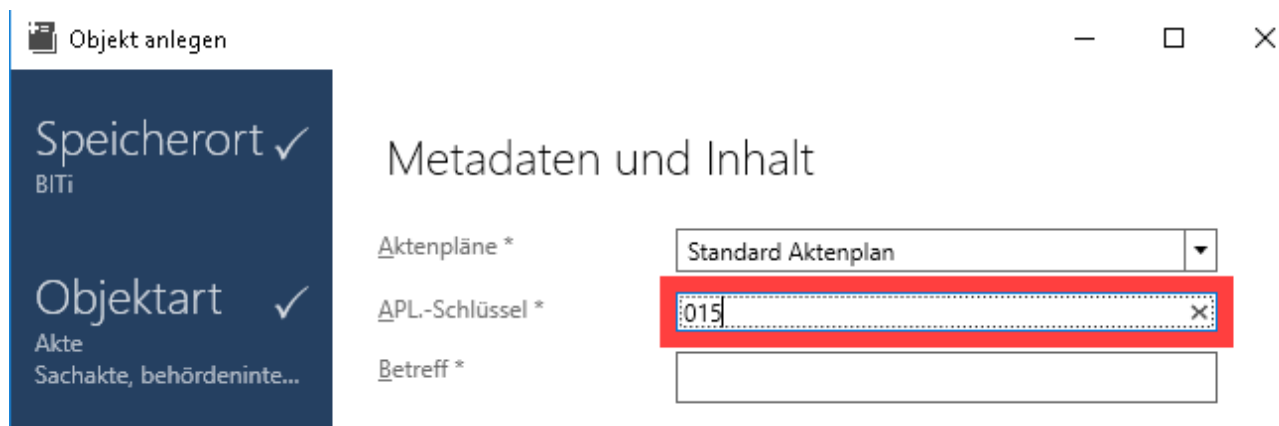 Objekt anlegen
Speicherort
BITi
Objektart
Akte
Sachakte, behördeninte...
Metadaten und Inhalt
Aktenpläne * Standard Aktenplan
APL.-Schlüssel * 015
Betreff *